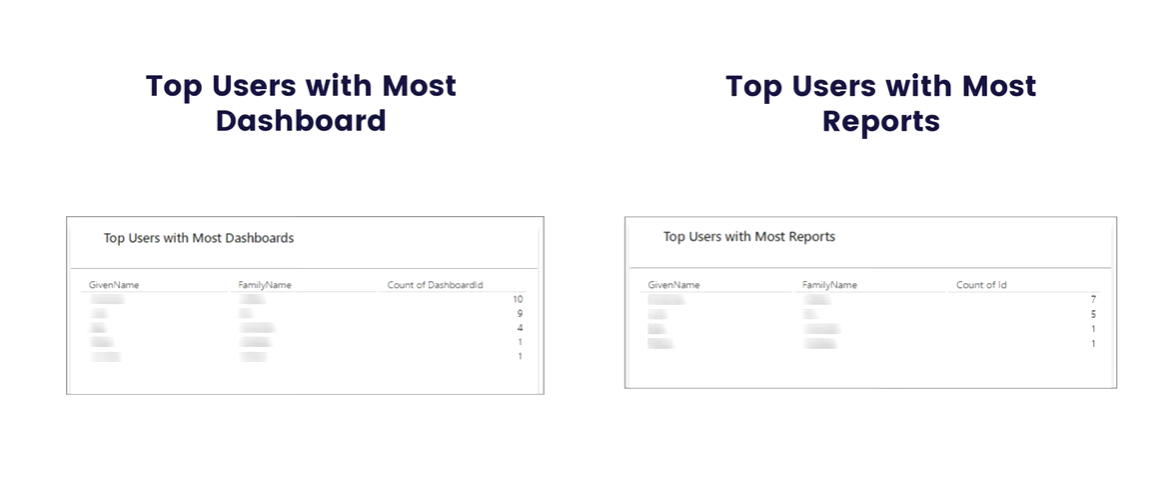 Top Users with Most
Dashboard
Top Users with Most Dashboards
GivenName FamilyName Count of DashboardId
10
9
4
1
1
Top Users with Most
Reports
Top Users with Most Reports
GivenName FamilyName Count of Id
7
5
1
1